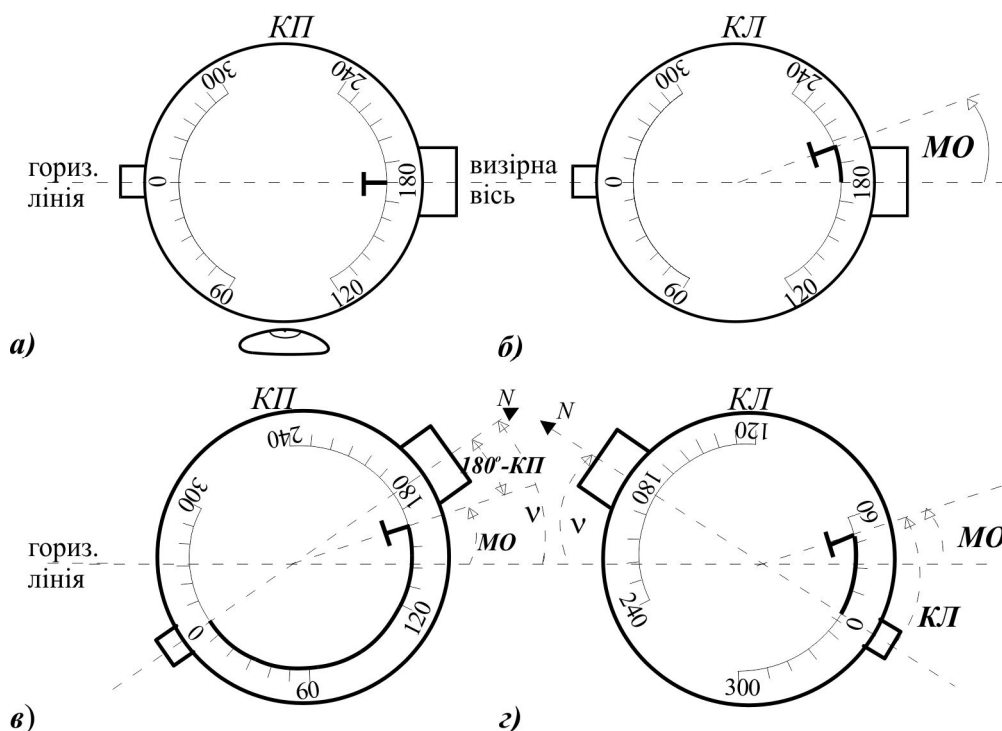 КП
КЛ
300
240
300
240
гориз.
лінія
0
180
визірна
вісь
0
180
МО
60
120
60
120
а)
б)
КП
КЛ
N
N
240
120
180°-КП
300
180
180
60
ν
ν
МО
МО
гориз.
лінія
120
240
0
0
КЛ
60
300
в)
г)